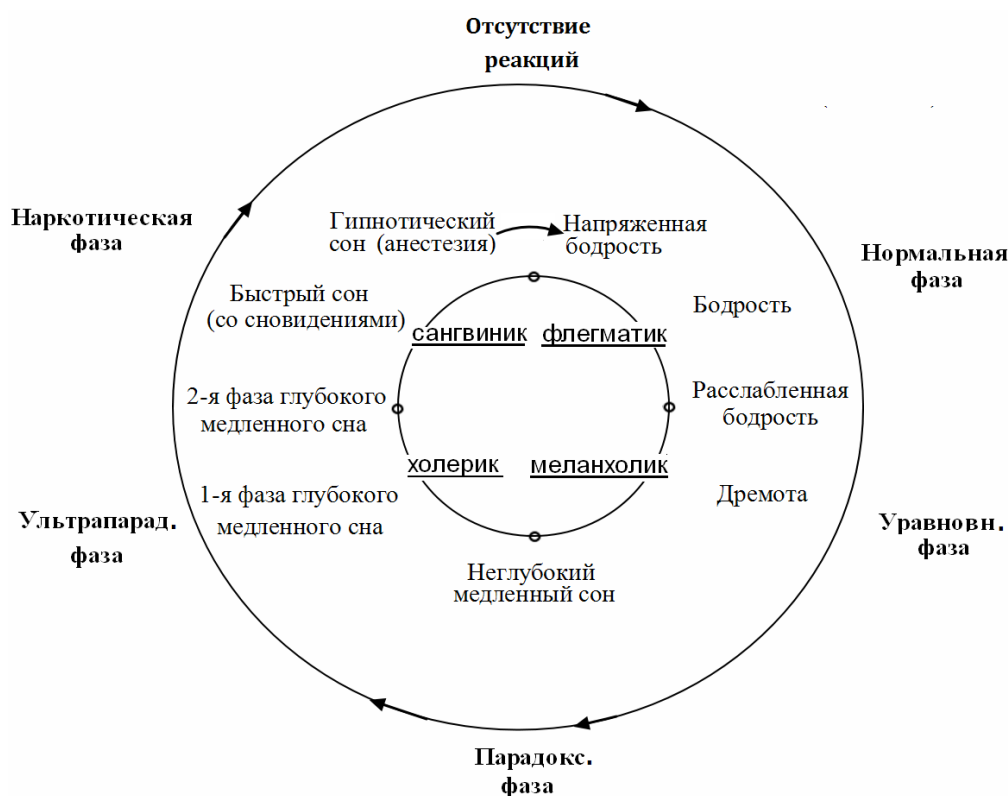 Отсутствие
реакций
Наркотическая
фаза
Гипнотический
сон (анестезия)
Напряженная
бодрость
Нормальная
фаза
Быстрый сон
(со сновидениями)
Бодрость
сангвиник флегматик
2-я фаза глубокого
медленного сна
Расслабленная
бодрость
холерик меланхолик
1-я фаза глубокого
медленного сна
Дремота
Ультрапарад.
фаза
Уравновн.
фаза
Неглубокий
медленный сон
Парадокс.
фаза